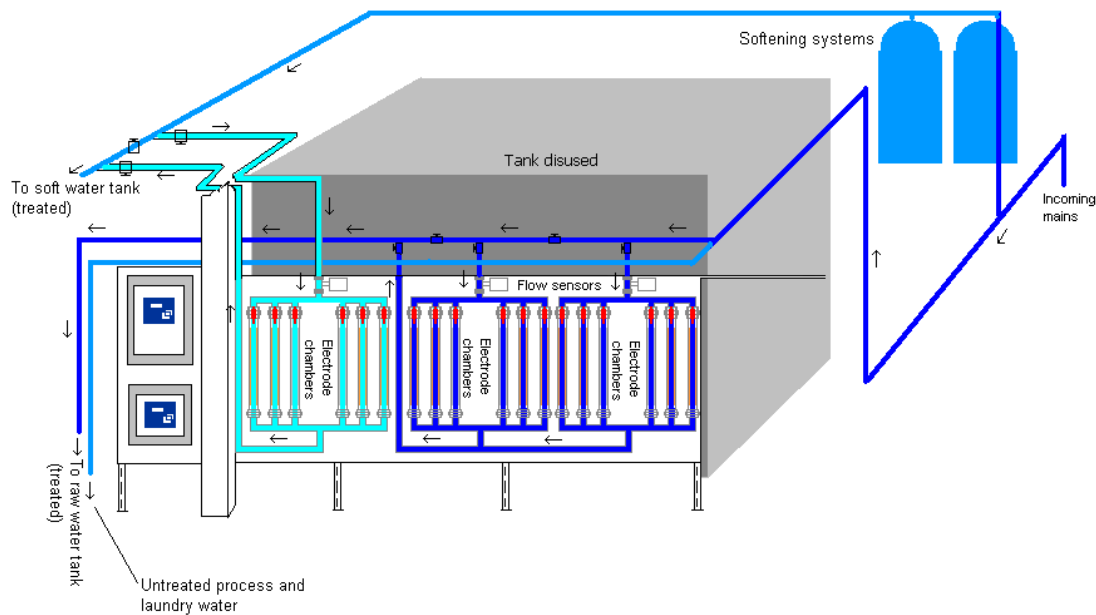 Softening systems
Tank disused
To soft water tank
(treated)
Incoming
mains
Flow sensors
Electrode
chambers
Electrode
chambers
Electrode
chambers
To raw water tank
(treated)
Untreated process and
laundry water